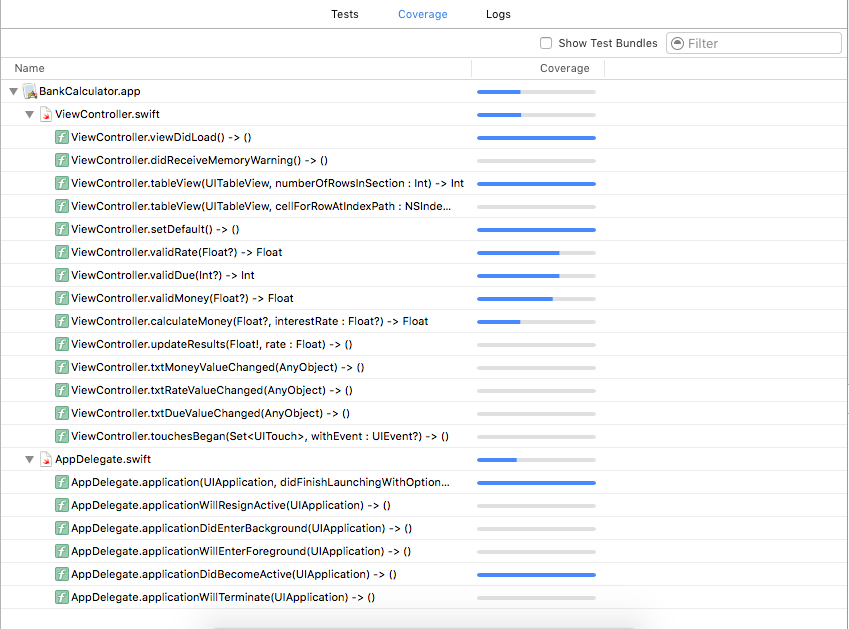 Tests Coverage Logs
Show Test Bundles Filter
Name Coverage
BankCalculator.app
ViewController.swift
f ViewController.viewDidLoad() -> ()
f ViewController.didReceiveMemoryWarning() -> ()
f ViewController.tableView(UITableView, numberOfRowsInSection : Int) -> Int
f ViewController.tableView(UITableView, cellForRowAtIndexPath : NSInde...
f ViewController.setDefault() -> ()
f ViewController.validRate(Float?) -> Float
f ViewController.validDue(Int?) -> Int
f ViewController.validMoney(Float?) -> Float
f ViewController.calculateMoney(Float?, interestRate : Float?) -> Float
f ViewController.updateResults(Float!, rate : Float) -> ()
f ViewController.txtMoneyValueChanged(AnyObject) -> ()
f ViewController.txtRateValueChanged(AnyObject) -> ()
f ViewController.txtDueValueChanged(AnyObject) -> ()
f ViewController.touchesBegan(Set<UITouch>, withEvent : UIEvent?) -> ()
AppDelegate.swift
f AppDelegate.application(UIApplication, didFinishLaunchingWithOption...
f AppDelegate.applicationWillResignActive(UIApplication) -> ()
f AppDelegate.applicationDidEnterBackground(UIApplication) -> ()
f AppDelegate.applicationWillEnterForeground(UIApplication) -> ()
f AppDelegate.applicationDidBecomeActive(UIApplication) -> ()
f AppDelegate.applicationWillTerminate(UIApplication) -> ()